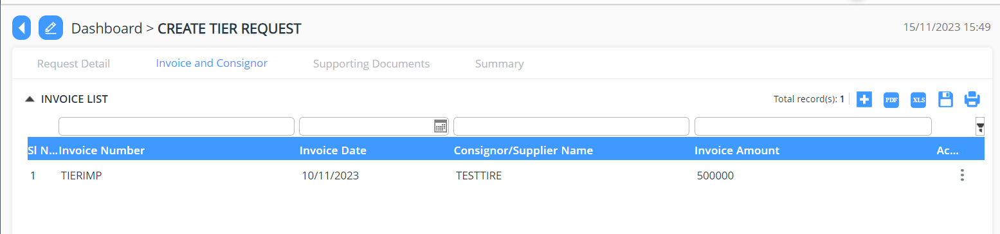 Dashboard > CREATE TIER REQUEST
15/11/2023 15:49
Request Detail Invoice and Consignor Supporting Documents Summary
INVOICE LIST
Total record(s): 1
PDF XLS
Sl N... Invoice Number Invoice Date Consignor/Supplier Name Invoice Amount Ac...
1 TIERIMP 10/11/2023 TESTTIRE 500000